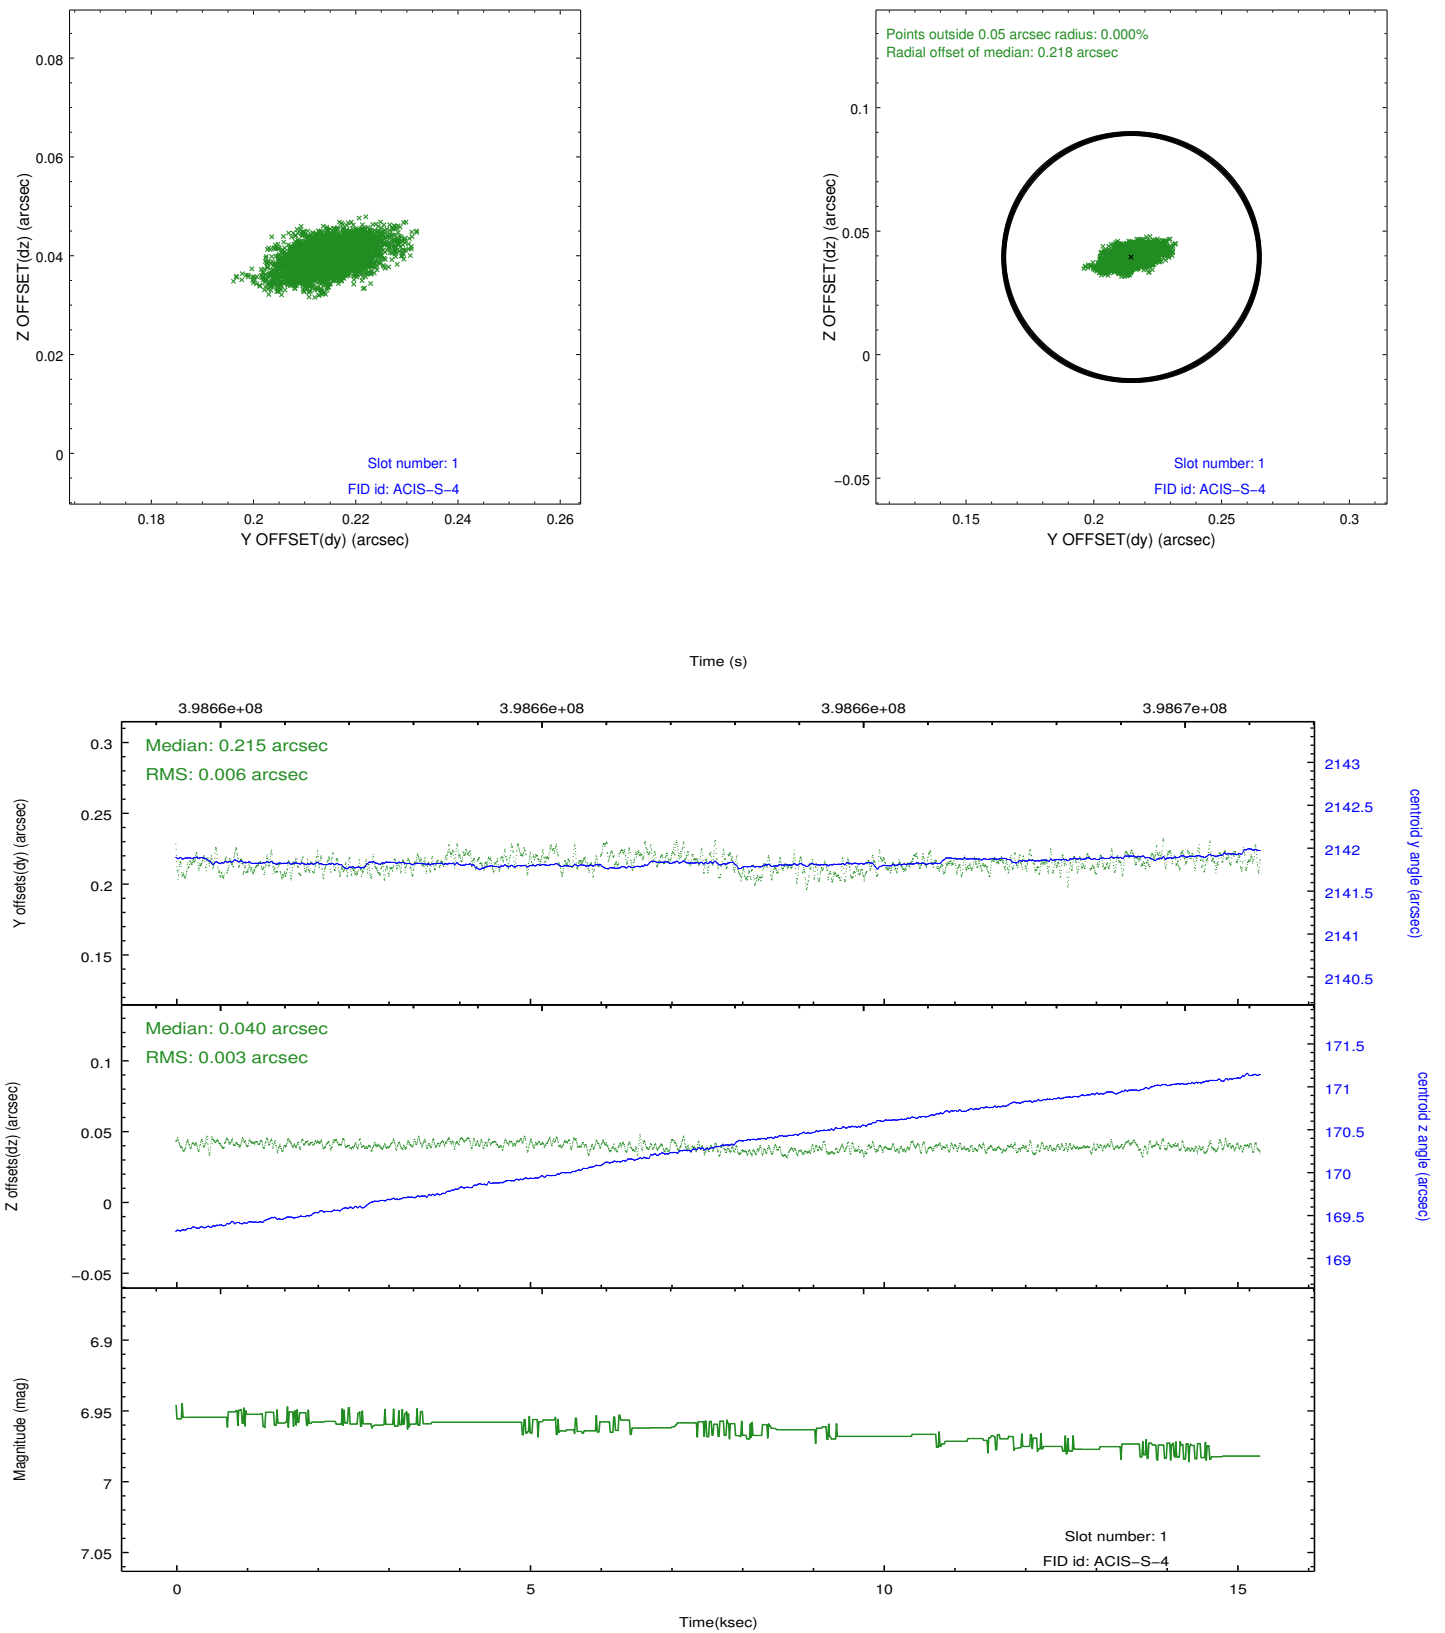 0.08
0.06
0.04
0.02
0
Z OFFSET(dz) (arcsec)
Slot number: 1
FID id: ACIS−S−4
0.18 0.2 0.22 0.24 0.26
Y OFFSET(dy) (arcsec)
Points outside 0.05 arcsec radius: 0.000%
Radial offset of median: 0.218 arcsec
0.1
0.05
0
−0.05
Z OFFSET(dz) (arcsec)
Slot number: 1
FID id: ACIS−S−4
0.15 0.2 0.25 0.3
Y OFFSET(dy) (arcsec)
Time (s)
3.9866e+08 3.9866e+08 3.9866e+08 3.9867e+08
Median: 0.215 arcsec
RMS: 0.006 arcsec
0.3
0.25
0.2
0.15
Y offsets(dy) (arcsec)
2143
2142.5
2142
2141.5
2141
2140.5
centroid y angle (arcsec)
Median: 0.040 arcsec
RMS: 0.003 arcsec
0.1
0.05
0
−0.05
Z offsets(dz) (arcsec)
171.5
171
170.5
170
169.5
169
centroid z angle (arcsec)
6.9
6.95
7
7.05
Magnitude (mag)
Slot number: 1
FID id: ACIS−S−4
0 5 10 15
Time(ksec)